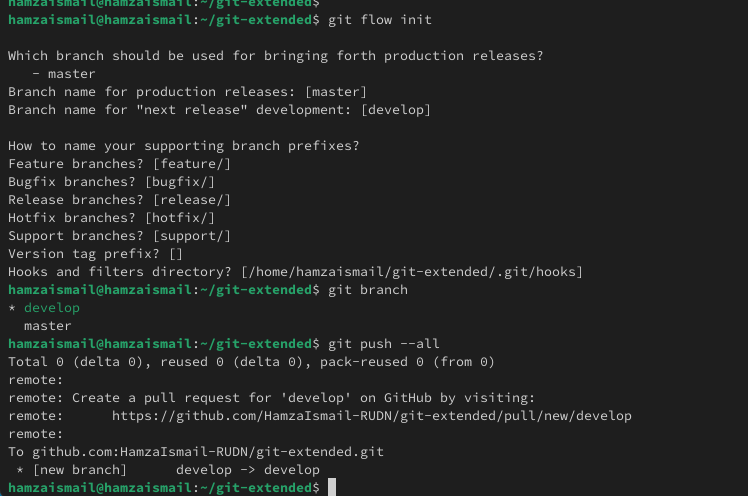 hamzaismail@hamzaismail:~/git-extended$
hamzaismail@hamzaismail:~/git-extended$ git flow init
Which branch should be used for bringing forth production releases?
   - master
Branch name for production releases: [master]
Branch name for "next release" development: [develop]
How to name your supporting branch prefixes?
Feature branches? [feature/]
Bugfix branches? [bugfix/]
Release branches? [release/]
Hotfix branches? [hotfix/]
Support branches? [support/]
Version tag prefix? []
Hooks and filters directory? [/home/hamzaismail/git-extended/.git/hooks]
hamzaismail@hamzaismail:~/git-extended$ git branch
* develop
  master
hamzaismail@hamzaismail:~/git-extended$ git push --all
Total 0 (delta 0), reused 0 (delta 0), pack-reused 0 (from 0)
remote:
remote: Create a pull request for 'develop' on GitHub by visiting:
remote:      https://github.com/HamzaIsmail-RUDN/git-extended/pull/new/develop
remote:
To github.com:HamzaIsmail-RUDN/git-extended.git
 * [new branch]      develop -> develop
hamzaismail@hamzaismail:~/git-extended$